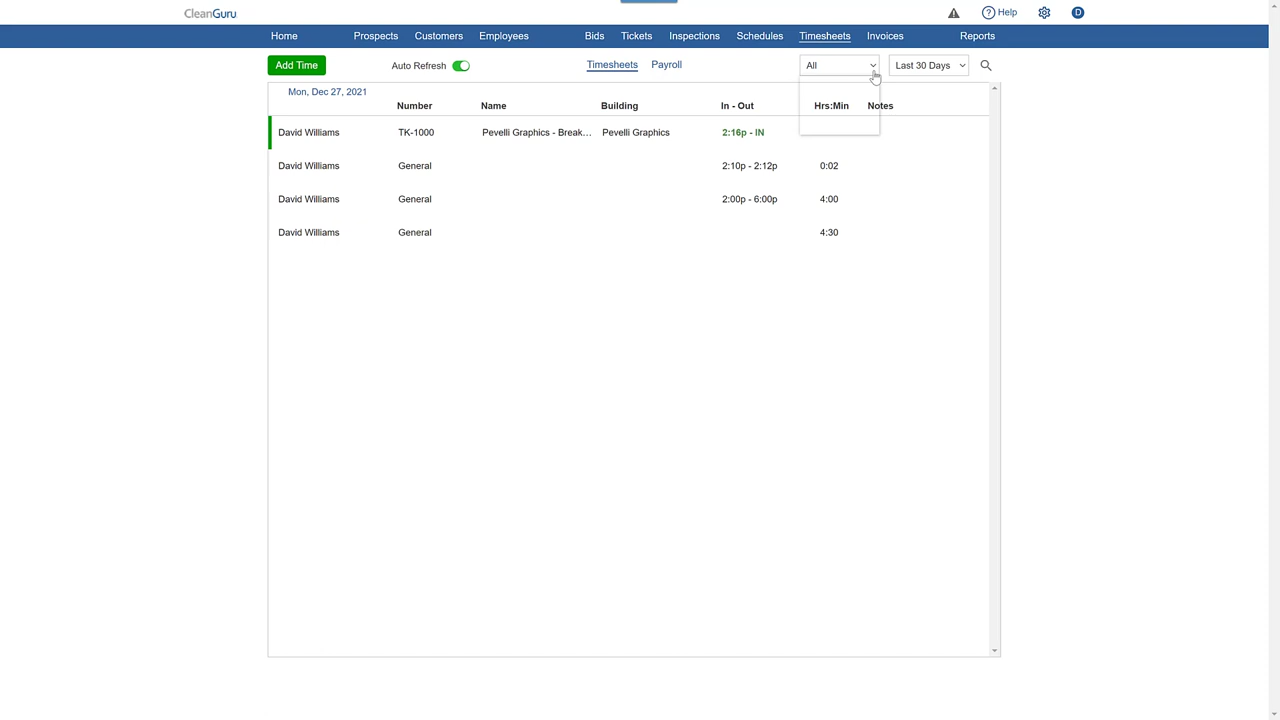 CleanGuru
Help
D
Home Prospects Customers Employees Bids Tickets Inspections Schedules Timesheets Invoices Reports
Add Time Auto Refresh Timesheets Payroll All Last 30 Days
Mon, Dec 27, 2021
Number Name Building In - Out Hrs:Min Notes
David Williams TK-1000 Pevelli Graphics - Break... Pevelli Graphics 2:16p - IN
David Williams General 2:10p - 2:12p 0:02
David Williams General 2:00p - 6:00p 4:00
David Williams General 4:30